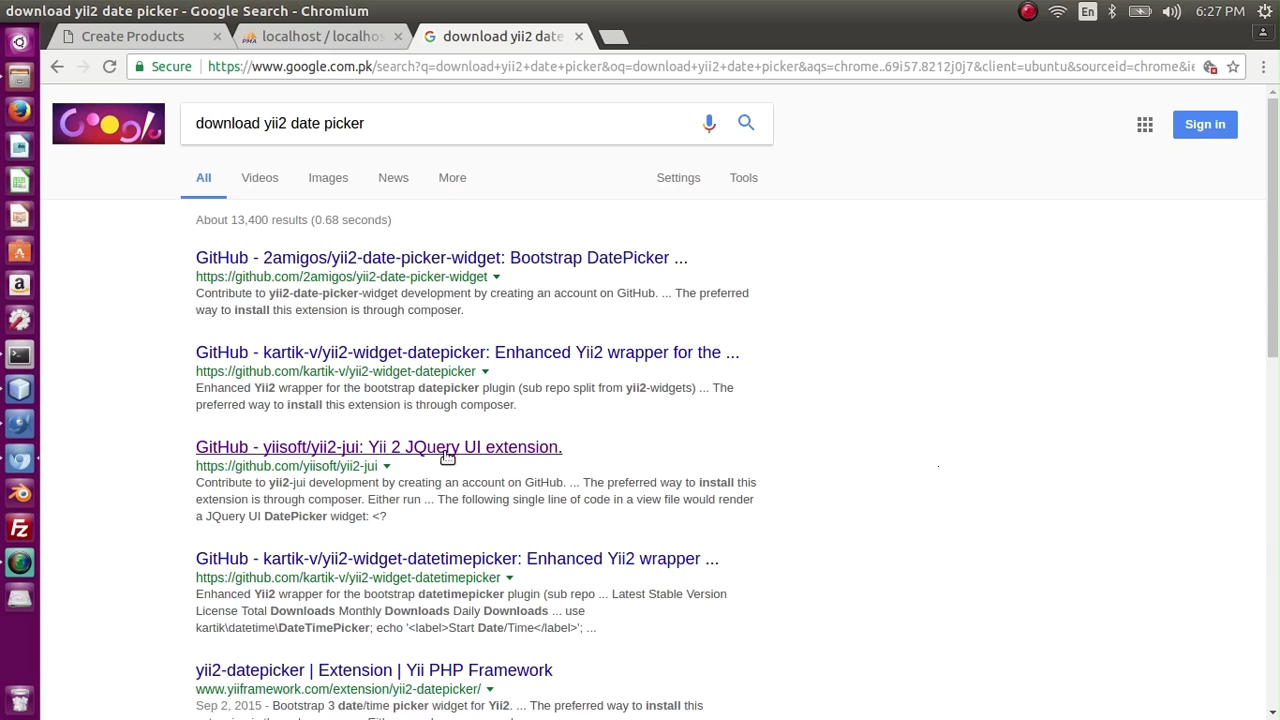 download yii2 date picker - Google Search - Chromium
En
6:27 PM
Create Products
localhost / localhos
download yii2 date
Secure
https://www.google.com.pk/search?q=download+yii2+date+picker&oq=download+yii2+date+picker&aqs=chrome..69i57.8212j0j7&client=ubuntu&sourceid=chrome&ie
download yii2 date picker
Sign in
All Videos Images News More Settings Tools
About 13,400 results (0.68 seconds)
GitHub - 2amigos/yii2-date-picker-widget: Bootstrap DatePicker ...
https://github.com/2amigos/yii2-date-picker-widget
Contribute to yii2-date-picker-widget development by creating an account on GitHub. ... The preferred
way to install this extension is through composer.
GitHub - kartik-v/yii2-widget-datepicker: Enhanced Yii2 wrapper for the ...
https://github.com/kartik-v/yii2-widget-datepicker
Enhanced Yii2 wrapper for the bootstrap datepicker plugin (sub repo split from yii2-widgets) ... The
preferred way to install this extension is through composer.
GitHub - yiisoft/yii2-jui: Yii 2 JQuery UI extension.
https://github.com/yiisoft/yii2-jui
Contribute to yii2-jui development by creating an account on GitHub. ... The preferred way to install this
extension is through composer. Either run ... The following single line of code in a view file would render
a JQuery UI DatePicker widget: <?
GitHub - kartik-v/yii2-widget-datetimepicker: Enhanced Yii2 wrapper ...
https://github.com/kartik-v/yii2-widget-datetimepicker
Enhanced Yii2 wrapper for the bootstrap datetimepicker plugin (sub repo ... Latest Stable Version
License Total Downloads Monthly Downloads Daily Downloads ... use
kartik\datetime\DateTimePicker; echo '<label>Start Date/Time</label>'; ...
yii2-datepicker | Extension | Yii PHP Framework
www.yiiframework.com/extension/yii2-datepicker/
Sep 2, 2015 - Bootstrap 3 date/time picker widget for Yii2. ... The preferred way to install this